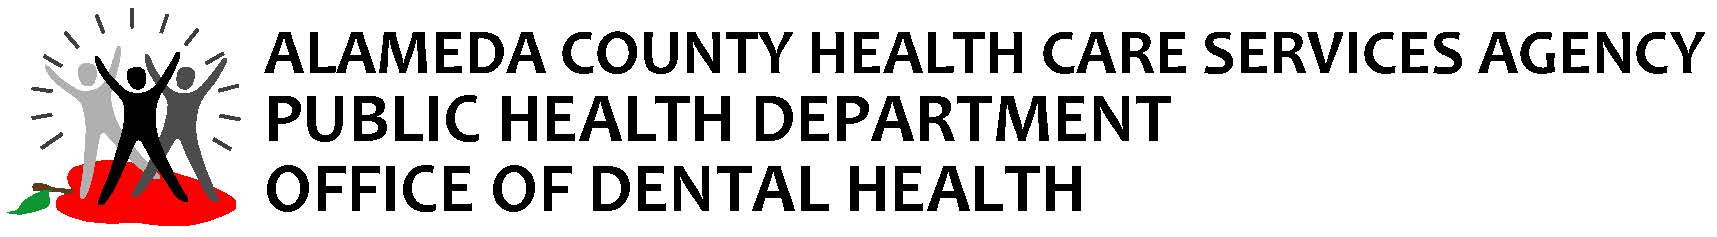 ALAMEDA COUNTY HEALTH CARE SERVICES AGENCY
PUBLIC HEALTH DEPARTMENT
OFFICE OF DENTAL HEALTH